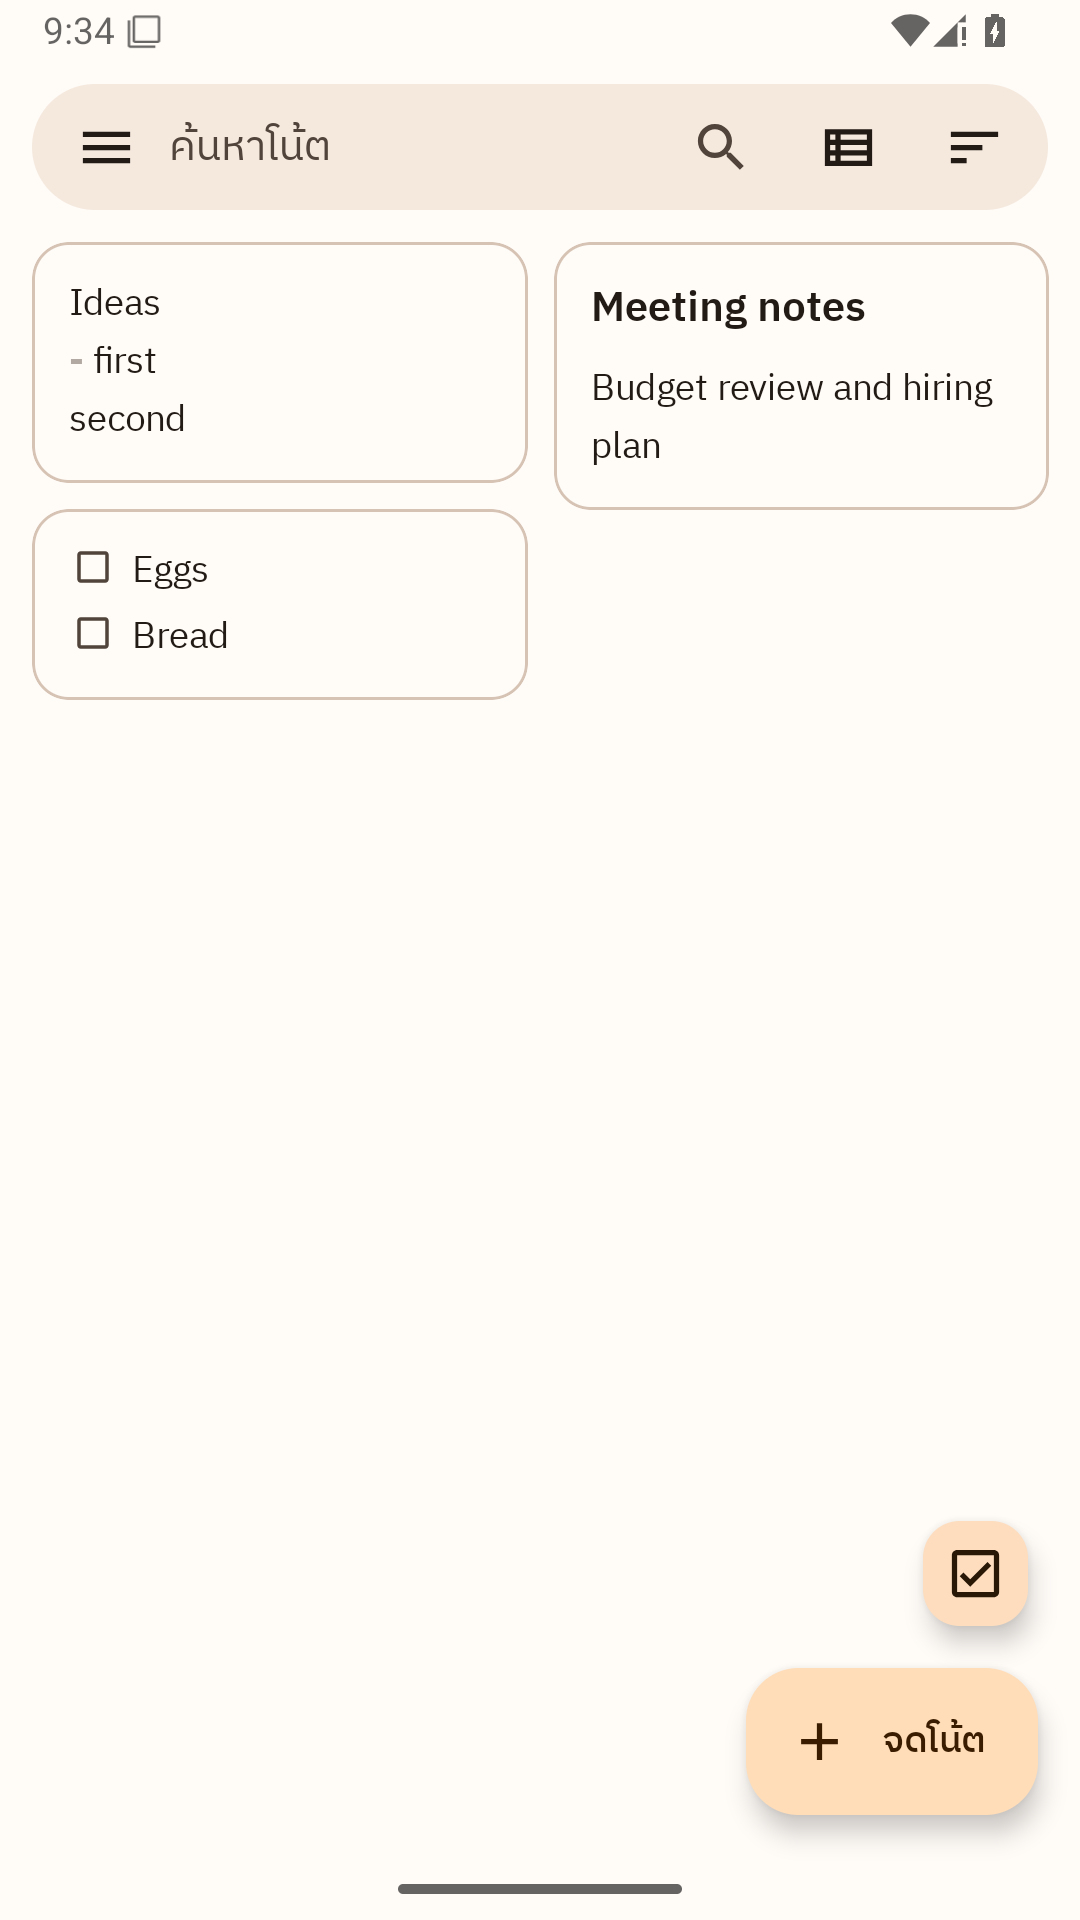 9:34
ค้นหาโน้ต
Ideas
- first
second
Meeting notes
Budget review and hiring
plan
Eggs
Bread
จดโน้ต